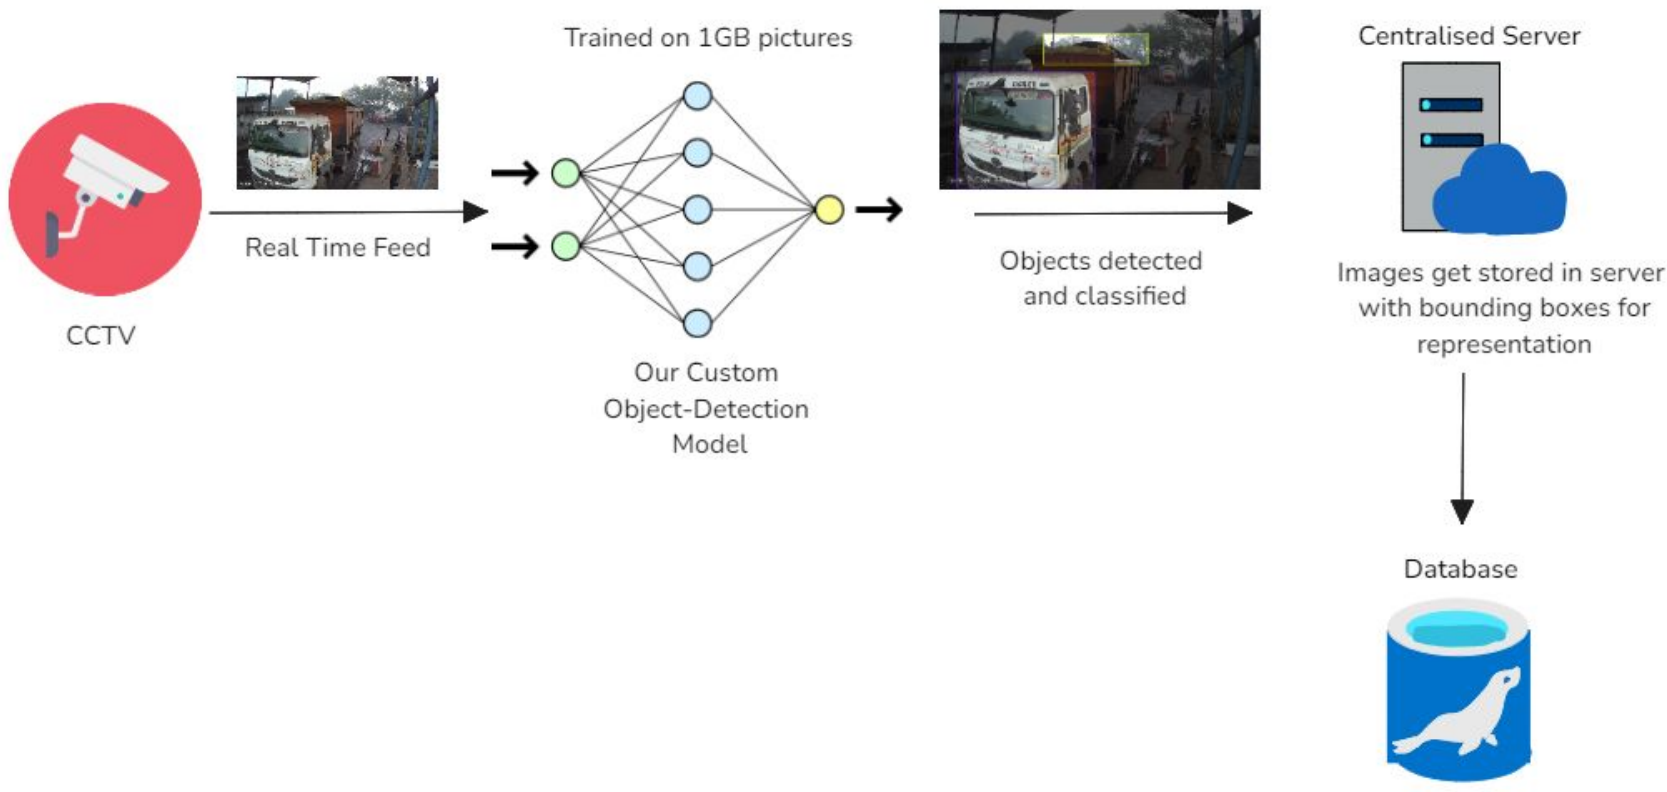 Trained on 1GB pictures
Centralised Server
Real Time Feed
CCTV
Objects detected
and classified
Images get stored in server
with bounding boxes for
representation
Our Custom
Object-Detection
Model
Database